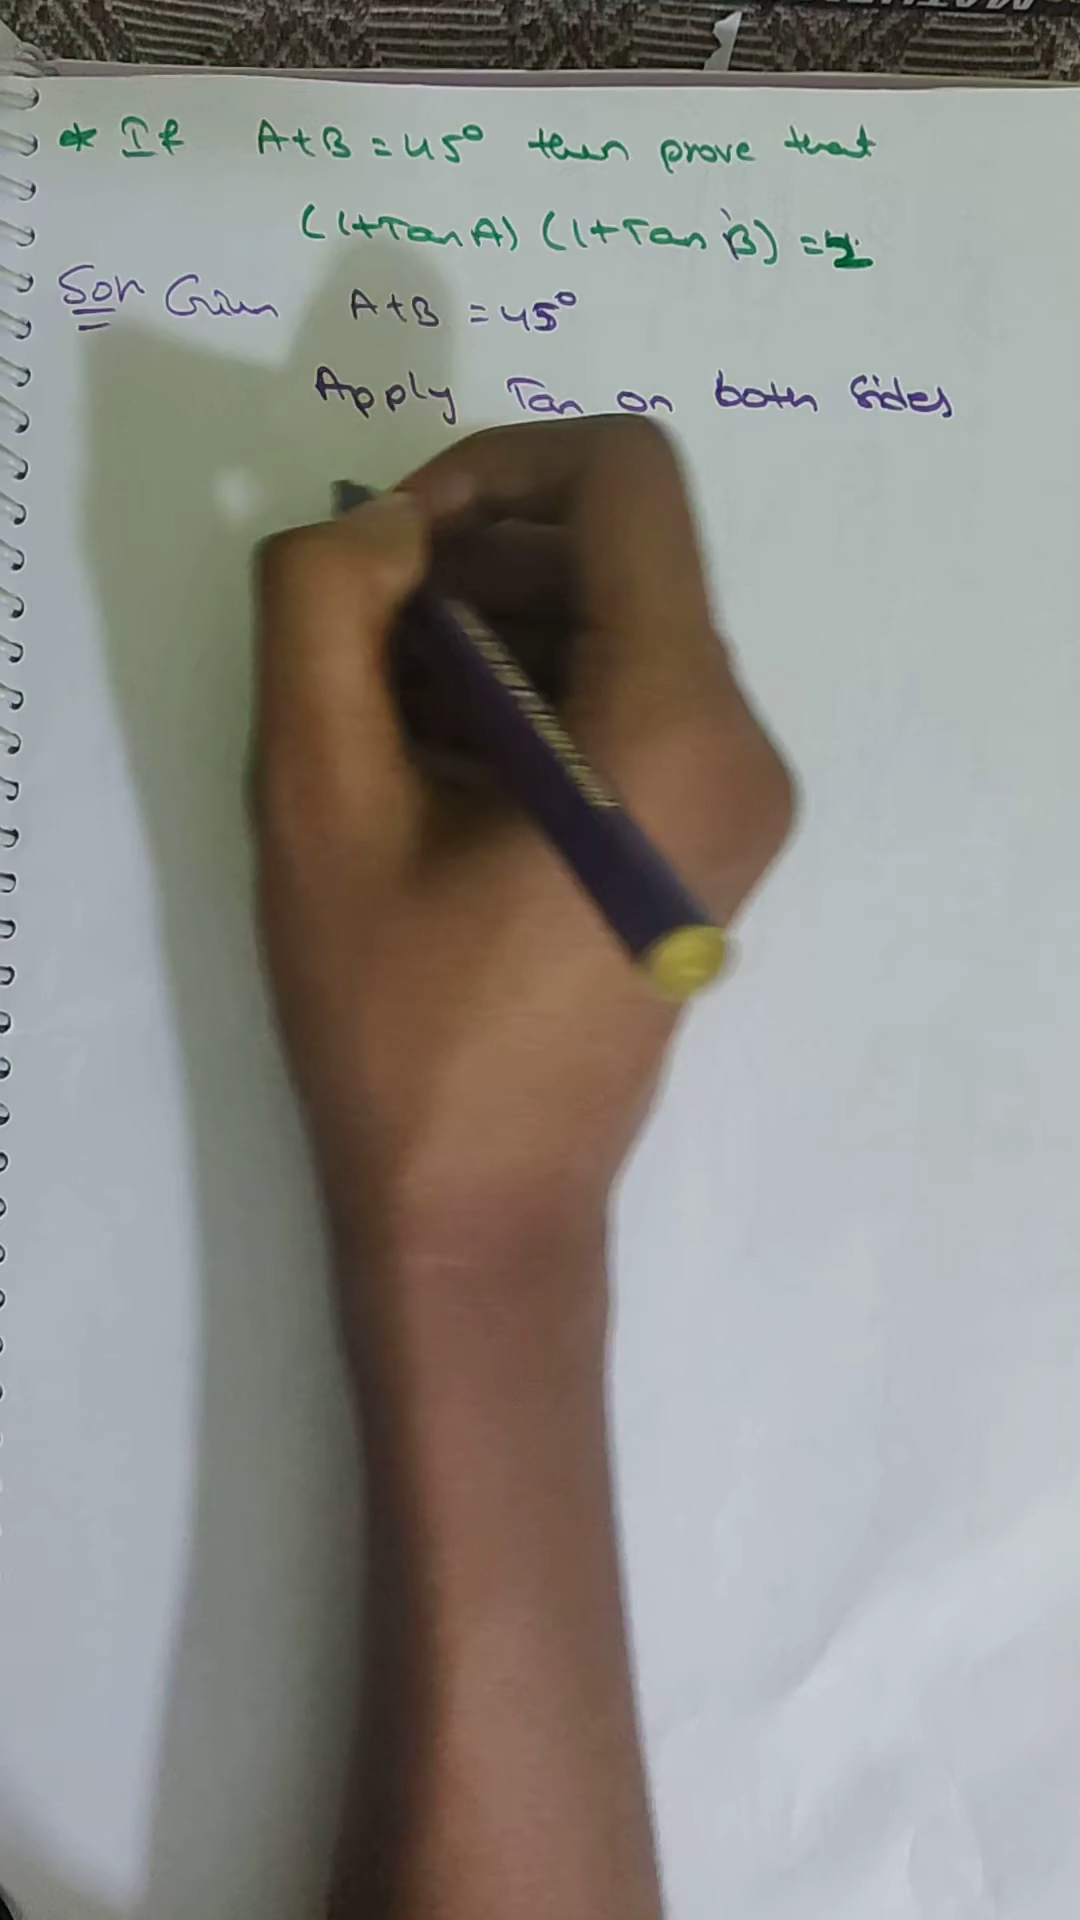 * If A+B = 45° then prove that
(1+Tan A) (1+Tan B) = 2
Sol Given A+B = 45°
Apply Tan on both sides